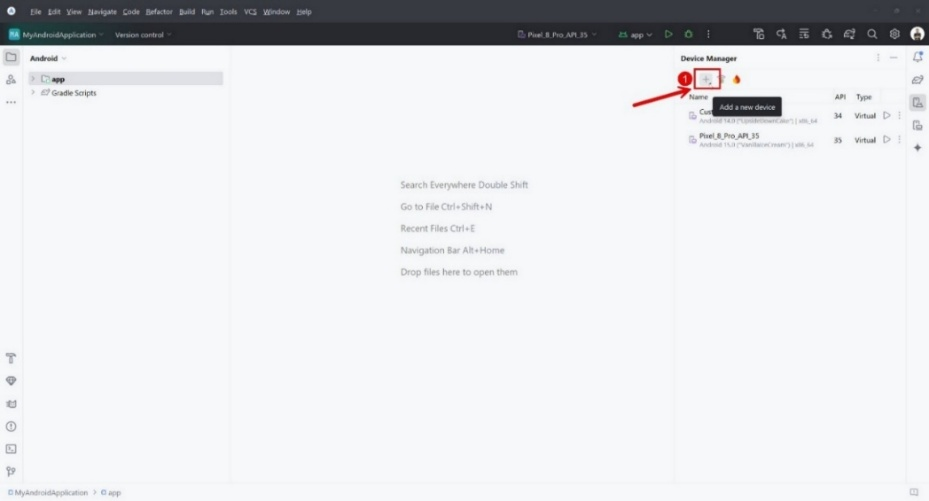 File Edit View Navigate Code Refactor Build Run Tools VCS Window Help
MA MyAndroidApplication Version control Pixel_8_Pro_API_35 app
Android
Device Manager
app
1
Gradle Scripts
Name API Type
Add a new device
Cust
Android 14.0 ("UpsideDownCake") | x86_64 34 Virtual
Pixel_8_Pro_API_35
Android 15.0 ("VanillaIceCream") | x86_64 35 Virtual
Search Everywhere Double Shift
Go to File Ctrl+Shift+N
Recent Files Ctrl+E
Navigation Bar Alt+Home
Drop files here to open them
MyAndroidApplication > app